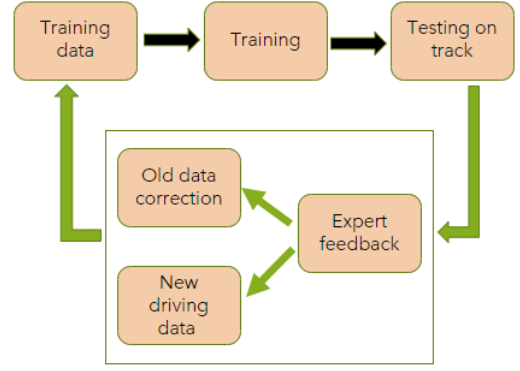 Training
data
Training
Testing on
track
Old data
correction
Expert
feedback
New
driving
data